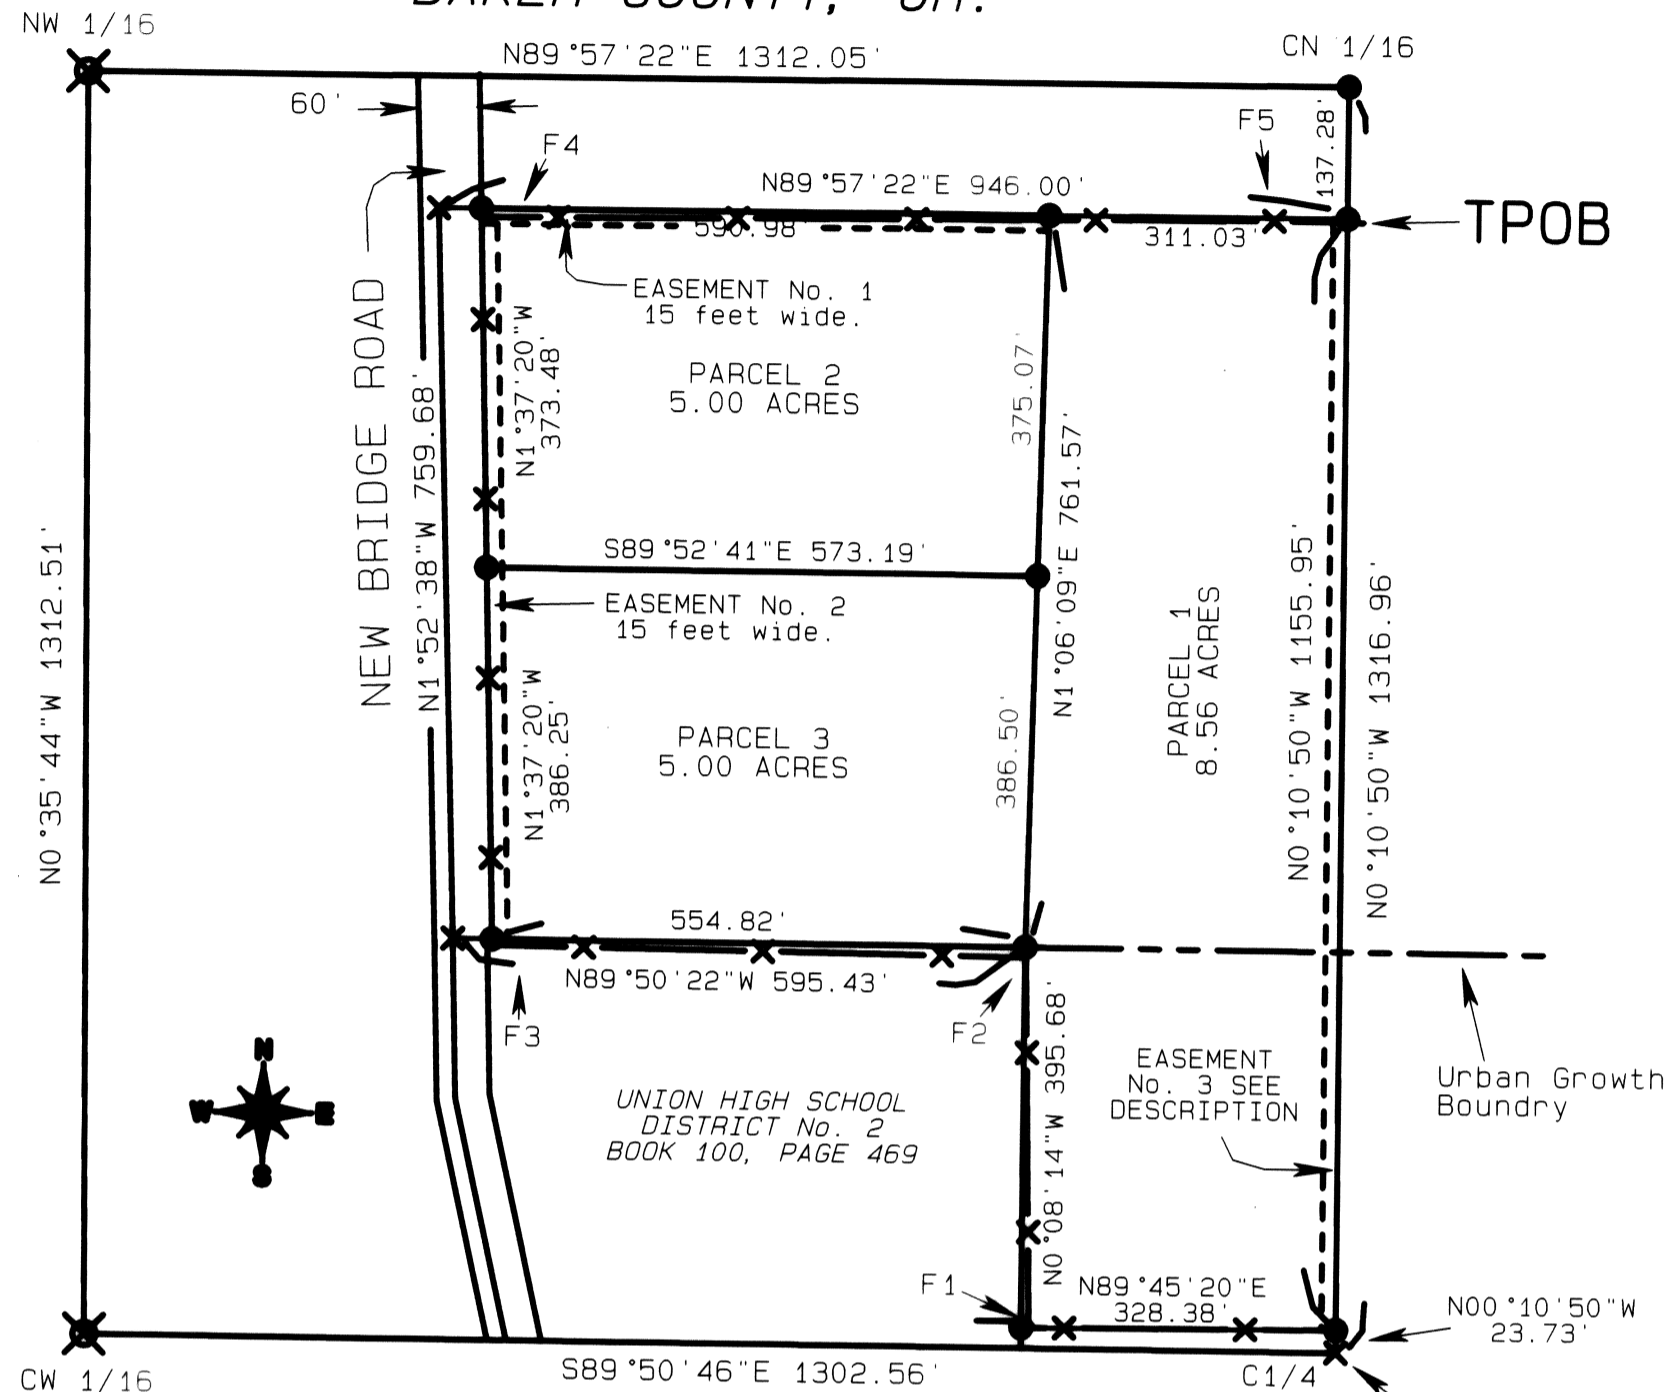 NW 1/16
N89°57'22"E 1312.05'
CN 1/16
60'
F4
F5
137.28'
N89°57'22"E 946.00'
590.98'
311.03'
TPOB
EASEMENT No. 1
15 feet wide.
NEW BRIDGE ROAD
N1°52'38"W 759.68'
N1°37'20"W
373.48'
PARCEL 2
5.00 ACRES
375.07'
N1°06'09"E 761.57'
S89°52'41"E 573.19'
EASEMENT No. 2
15 feet wide.
N0°35'44"W 1312.51'
N1°37'20"W
386.25'
PARCEL 3
5.00 ACRES
386.50'
PARCEL 1
8.56 ACRES
N0°10'50"W 1155.95'
N0°10'50"W 1316.96'
554.82'
N89°50'22"W 595.43'
F3
F2
N
W E
S
UNION HIGH SCHOOL
DISTRICT No. 2
BOOK 100, PAGE 469
N0°08'14"W 395.68'
EASEMENT
No. 3 SEE
DESCRIPTION
Urban Growth
Boundry
F1
N89°45'20"E
328.38'
N00°10'50"W
23.73'
CW 1/16
S89°50'46"E 1302.56'
C1/4